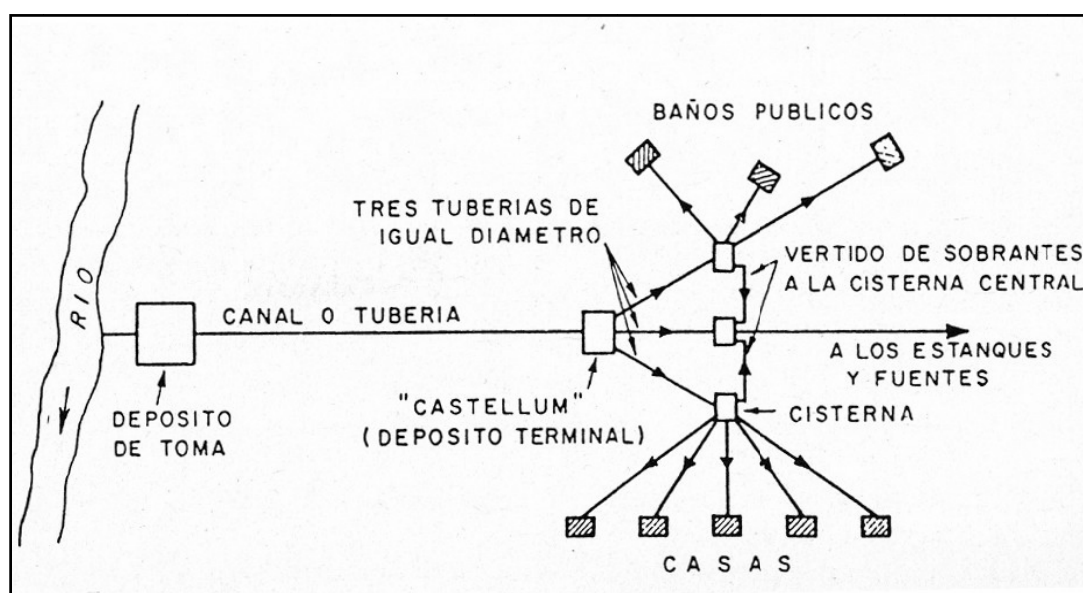 BAÑOS PUBLICOS
TRES TUBERIAS DE
IGUAL DIAMETRO
VERTIDO DE SOBRANTES
A LA CISTERNA CENTRAL
RIO
CANAL O TUBERIA
A LOS ESTANQUES
Y FUENTES
DEPOSITO
DE TOMA
"CASTELLUM"
(DEPOSITO TERMINAL)
CISTERNA
CASAS